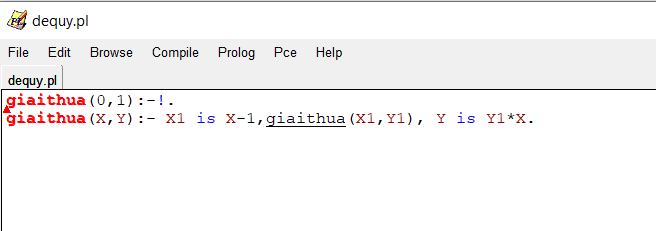 dequy.pl
File Edit Browse Compile Prolog Pce Help
dequy.pl
giaithua(0,1):-!.
giaithua(X,Y):- X1 is X-1,giaithua(X1,Y1), Y is Y1*X.